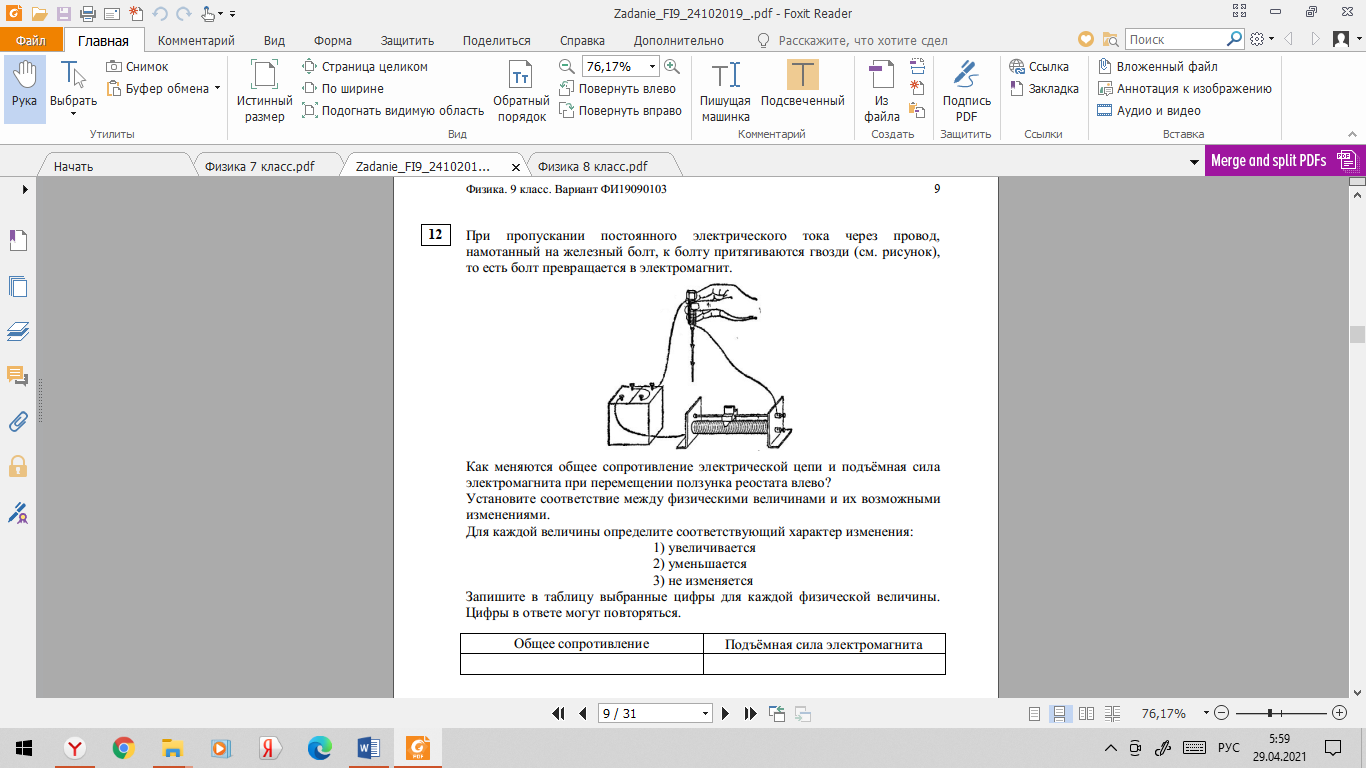 Zadanie_FI9_24102019_.pdf - Foxit Reader
Файл Главная Комментарий Вид Форма Защитить Поделиться Справка Дополнительно Расскажите, что хотите сдел Поиск
Рука
Выбрать
Снимок
Буфер обмена
Утилиты
Истинный размер
Страница целиком
По ширине
Подогнать видимую область
Обратный порядок
76,17%
Повернуть влево
Повернуть вправо
Вид
Пишущая машинка
Подсвеченный
Комментарий
Из файла
Создать
Подпись PDF
Защитить
Ссылка
Закладка
Ссылки
Вложенный файл
Аннотация к изображению
Аудио и видео
Вставка
Начать Физика 7 класс.pdf Zadanie_FI9_2410201... Физика 8 класс.pdf Merge and split PDFs
Физика. 9 класс. Вариант ФИ19090103 9
12 При пропускании постоянного электрического тока через провод,
намотанный на железный болт, к болту притягиваются гвозди (см. рисунок),
то есть болт превращается в электромагнит.
Как меняются общее сопротивление электрической цепи и подъёмная сила
электромагнита при перемещении ползунка реостата влево?
Установите соответствие между физическими величинами и их возможными
изменениями.
Для каждой величины определите соответствующий характер изменения:
1) увеличивается
2) уменьшается
3) не изменяется
Запишите в таблицу выбранные цифры для каждой физической величины.
Цифры в ответе могут повторяться.
Общее сопротивление Подъёмная сила электромагнита
9 / 31 76,17%
РУС 5:59
29.04.2021